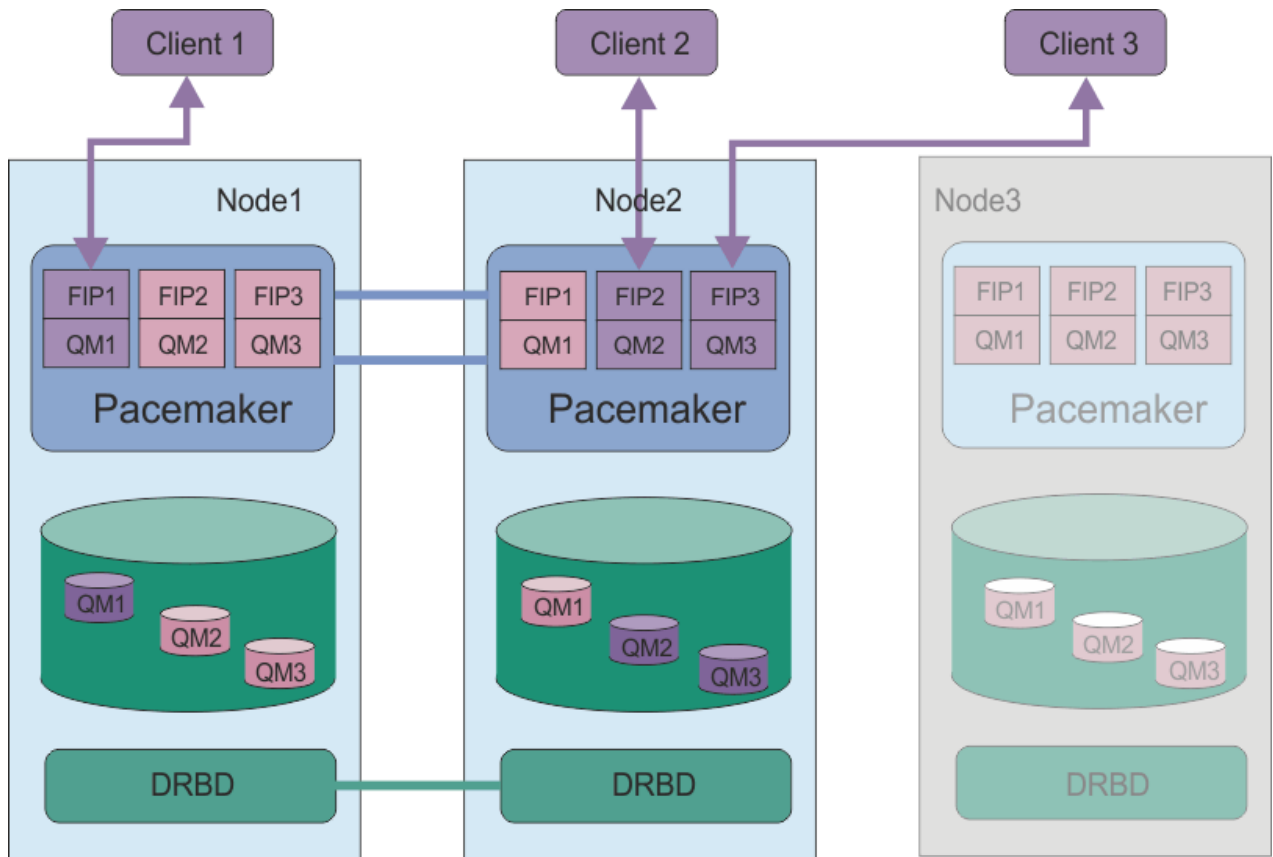 Client 1
Client 2
Client 3
Node1
Node2
Node3
FIP1 FIP2 FIP3
QM1 QM2 QM3
Pacemaker
FIP1 FIP2 FIP3
QM1 QM2 QM3
Pacemaker
FIP1 FIP2 FIP3
QM1 QM2 QM3
Pacemaker
QM1
QM2
QM3
QM1
QM2
QM3
QM1
QM2
QM3
DRBD
DRBD
DRBD